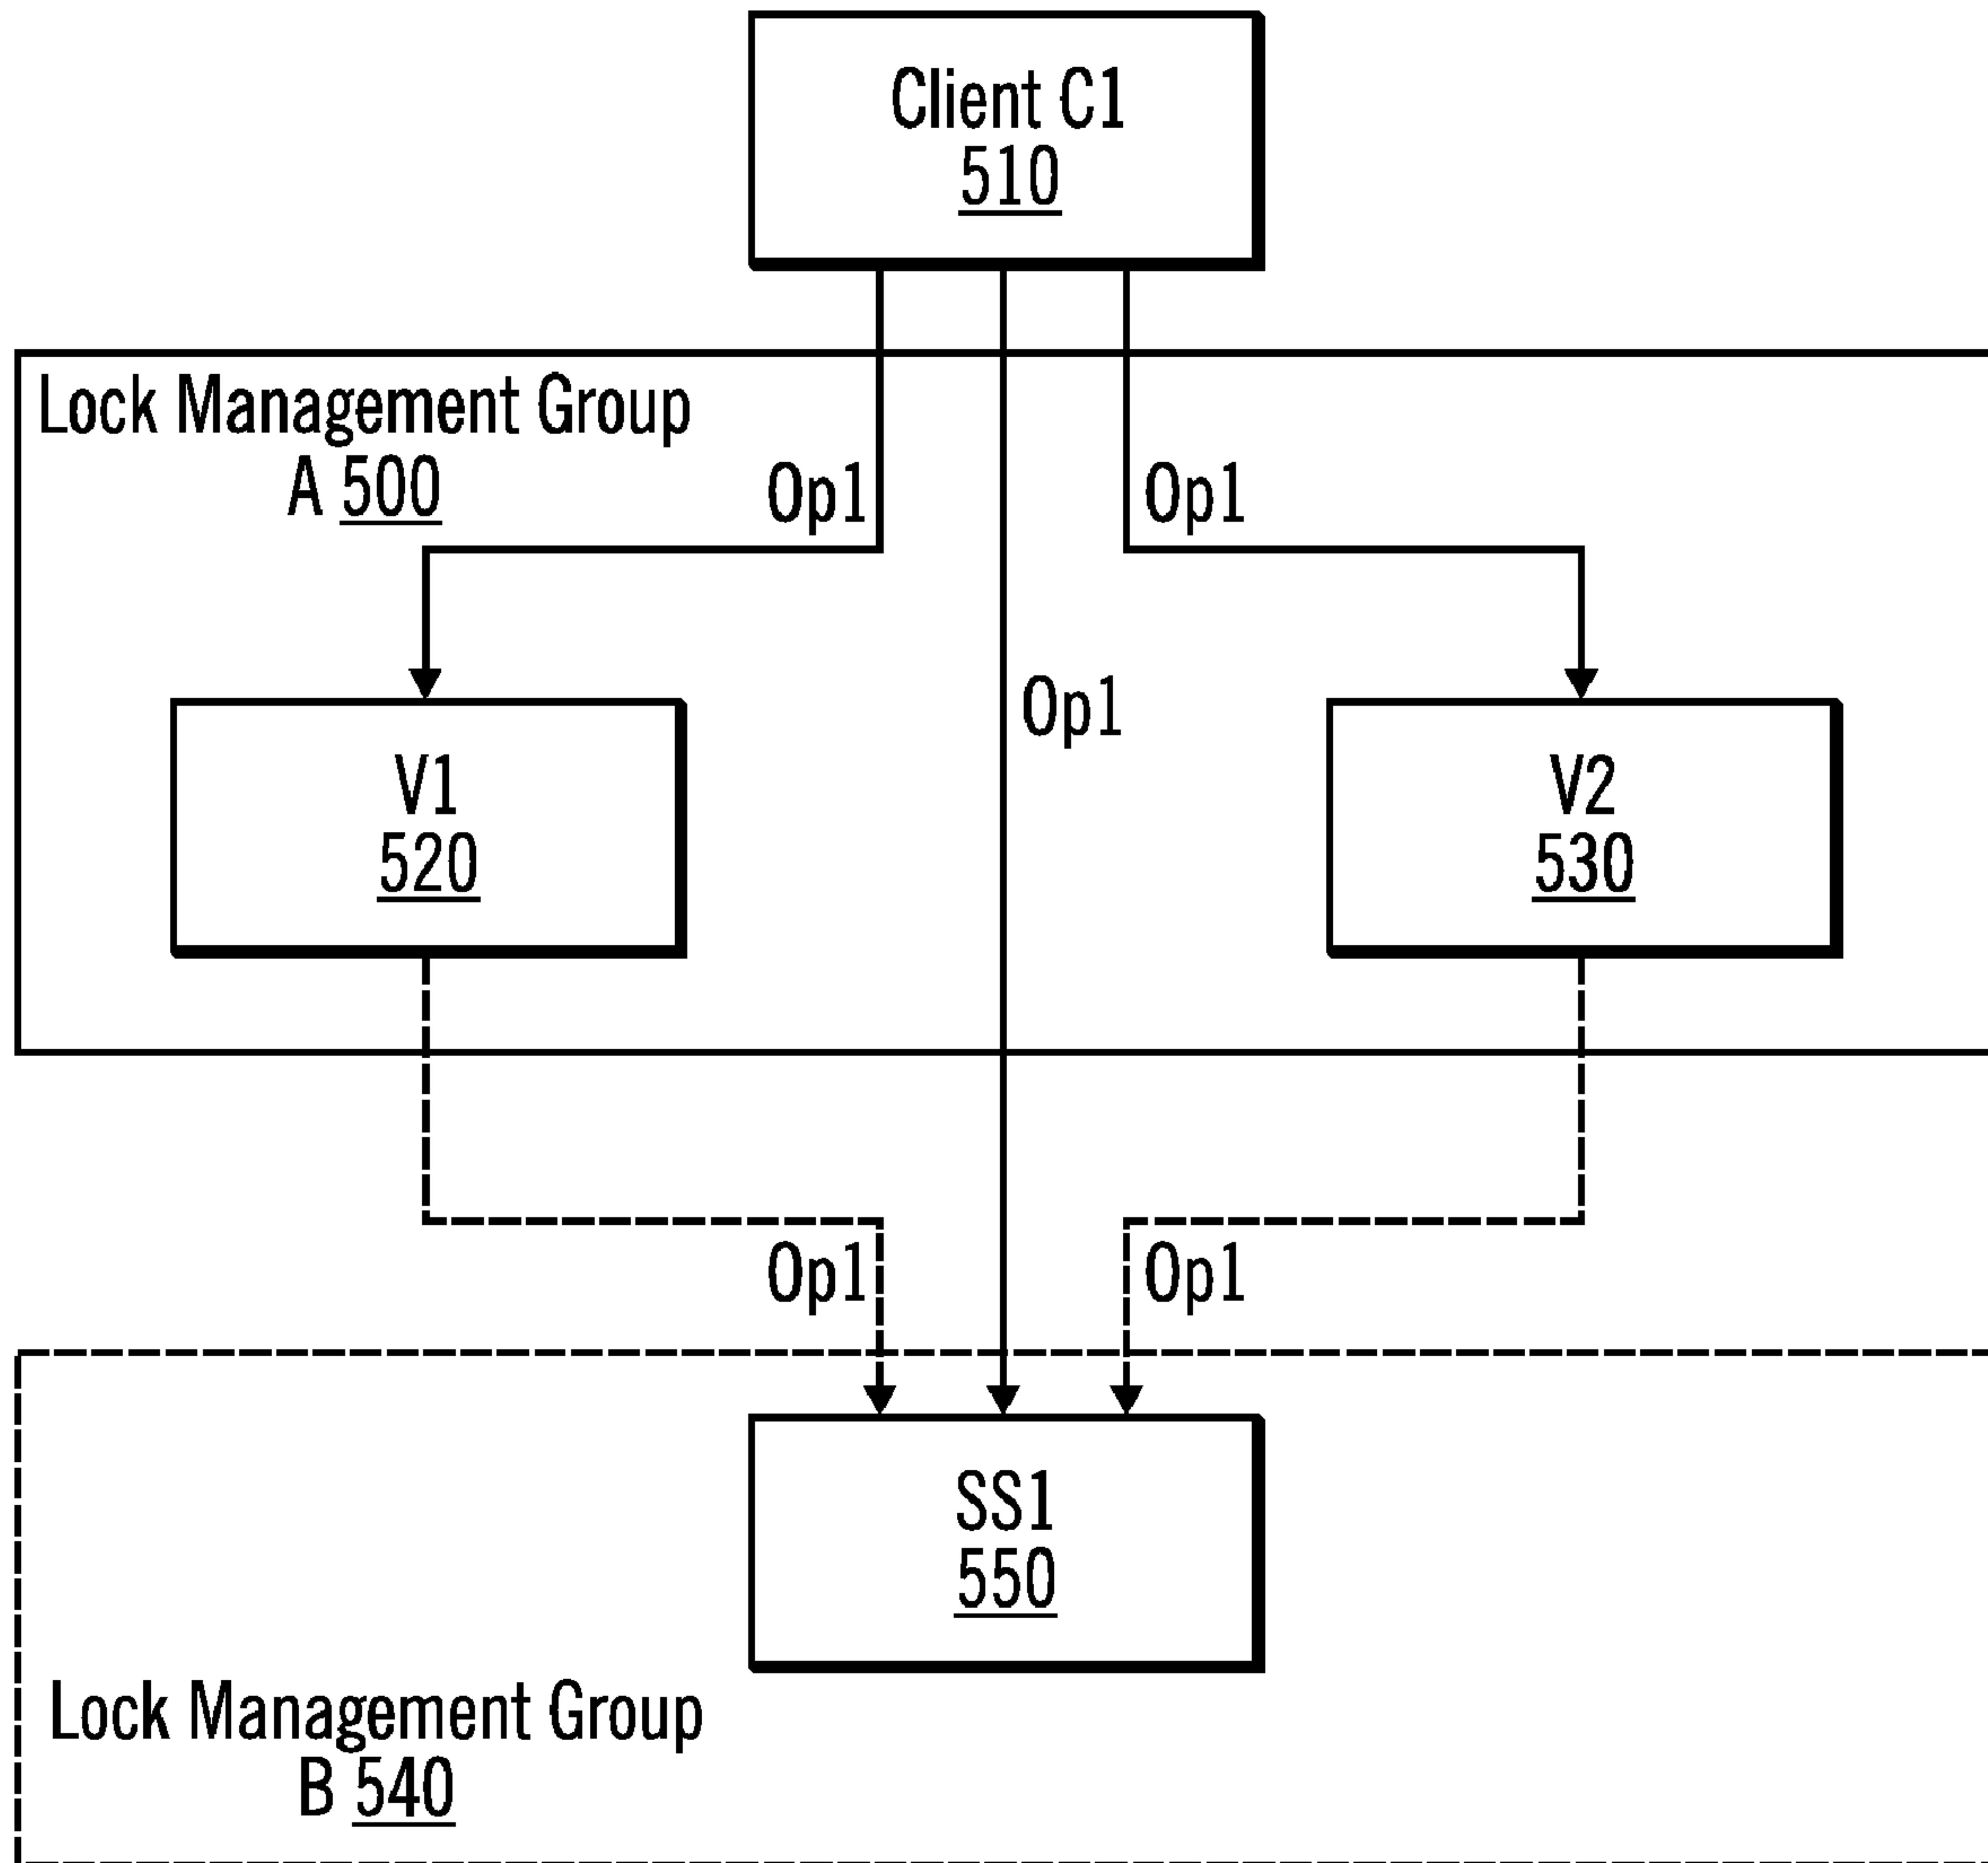 Client C1
510
Lock Management Group
A 500
Op1
Op1
Op1
V1
520
V2
530
Op1
Op1
SS1
550
Lock Management Group
B 540